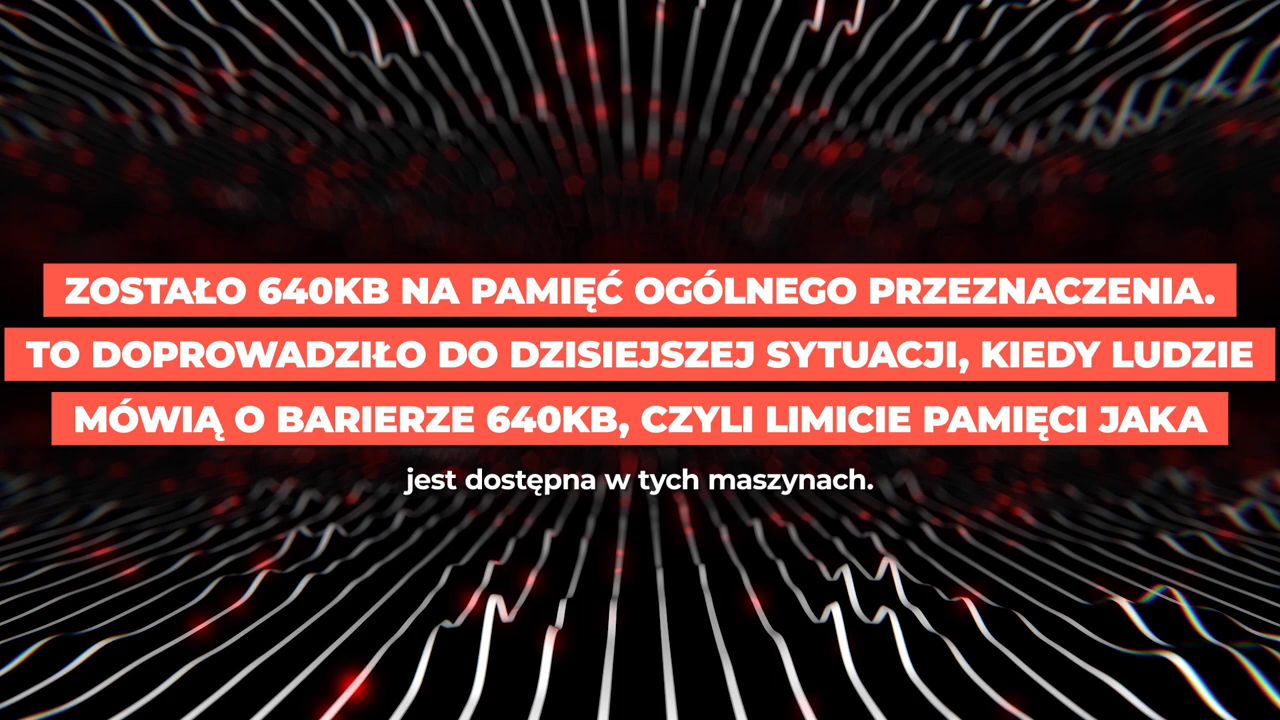 ZOSTAŁO 640KB NA PAMIĘĆ OGÓLNEGO PRZEZNACZENIA.
TO DOPROWADZIŁO DO DZISIEJSZEJ SYTUACJI, KIEDY LUDZIE
MÓWIĄ O BARIERZE 640KB, CZYLI LIMICIE PAMIĘCI JAKA
jest dostępna w tych maszynach.